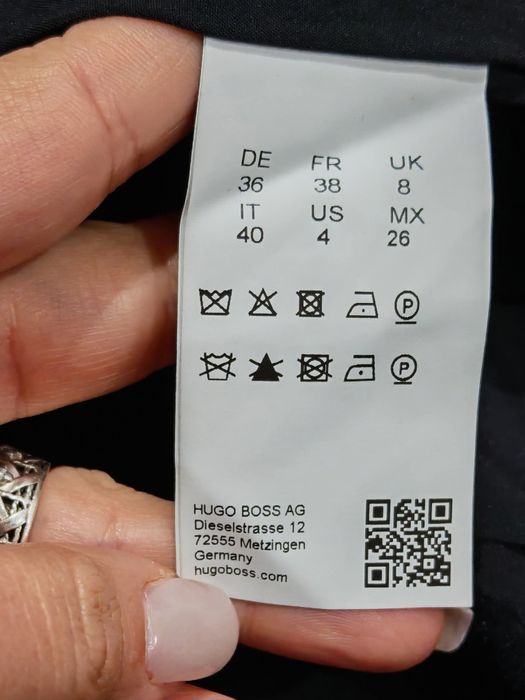 DE FR UK
36 38 8
IT US MX
40 4 26
P
P
HUGO BOSS AG
Dieselstrasse 12
72555 Metzingen
Germany
hugoboss.com